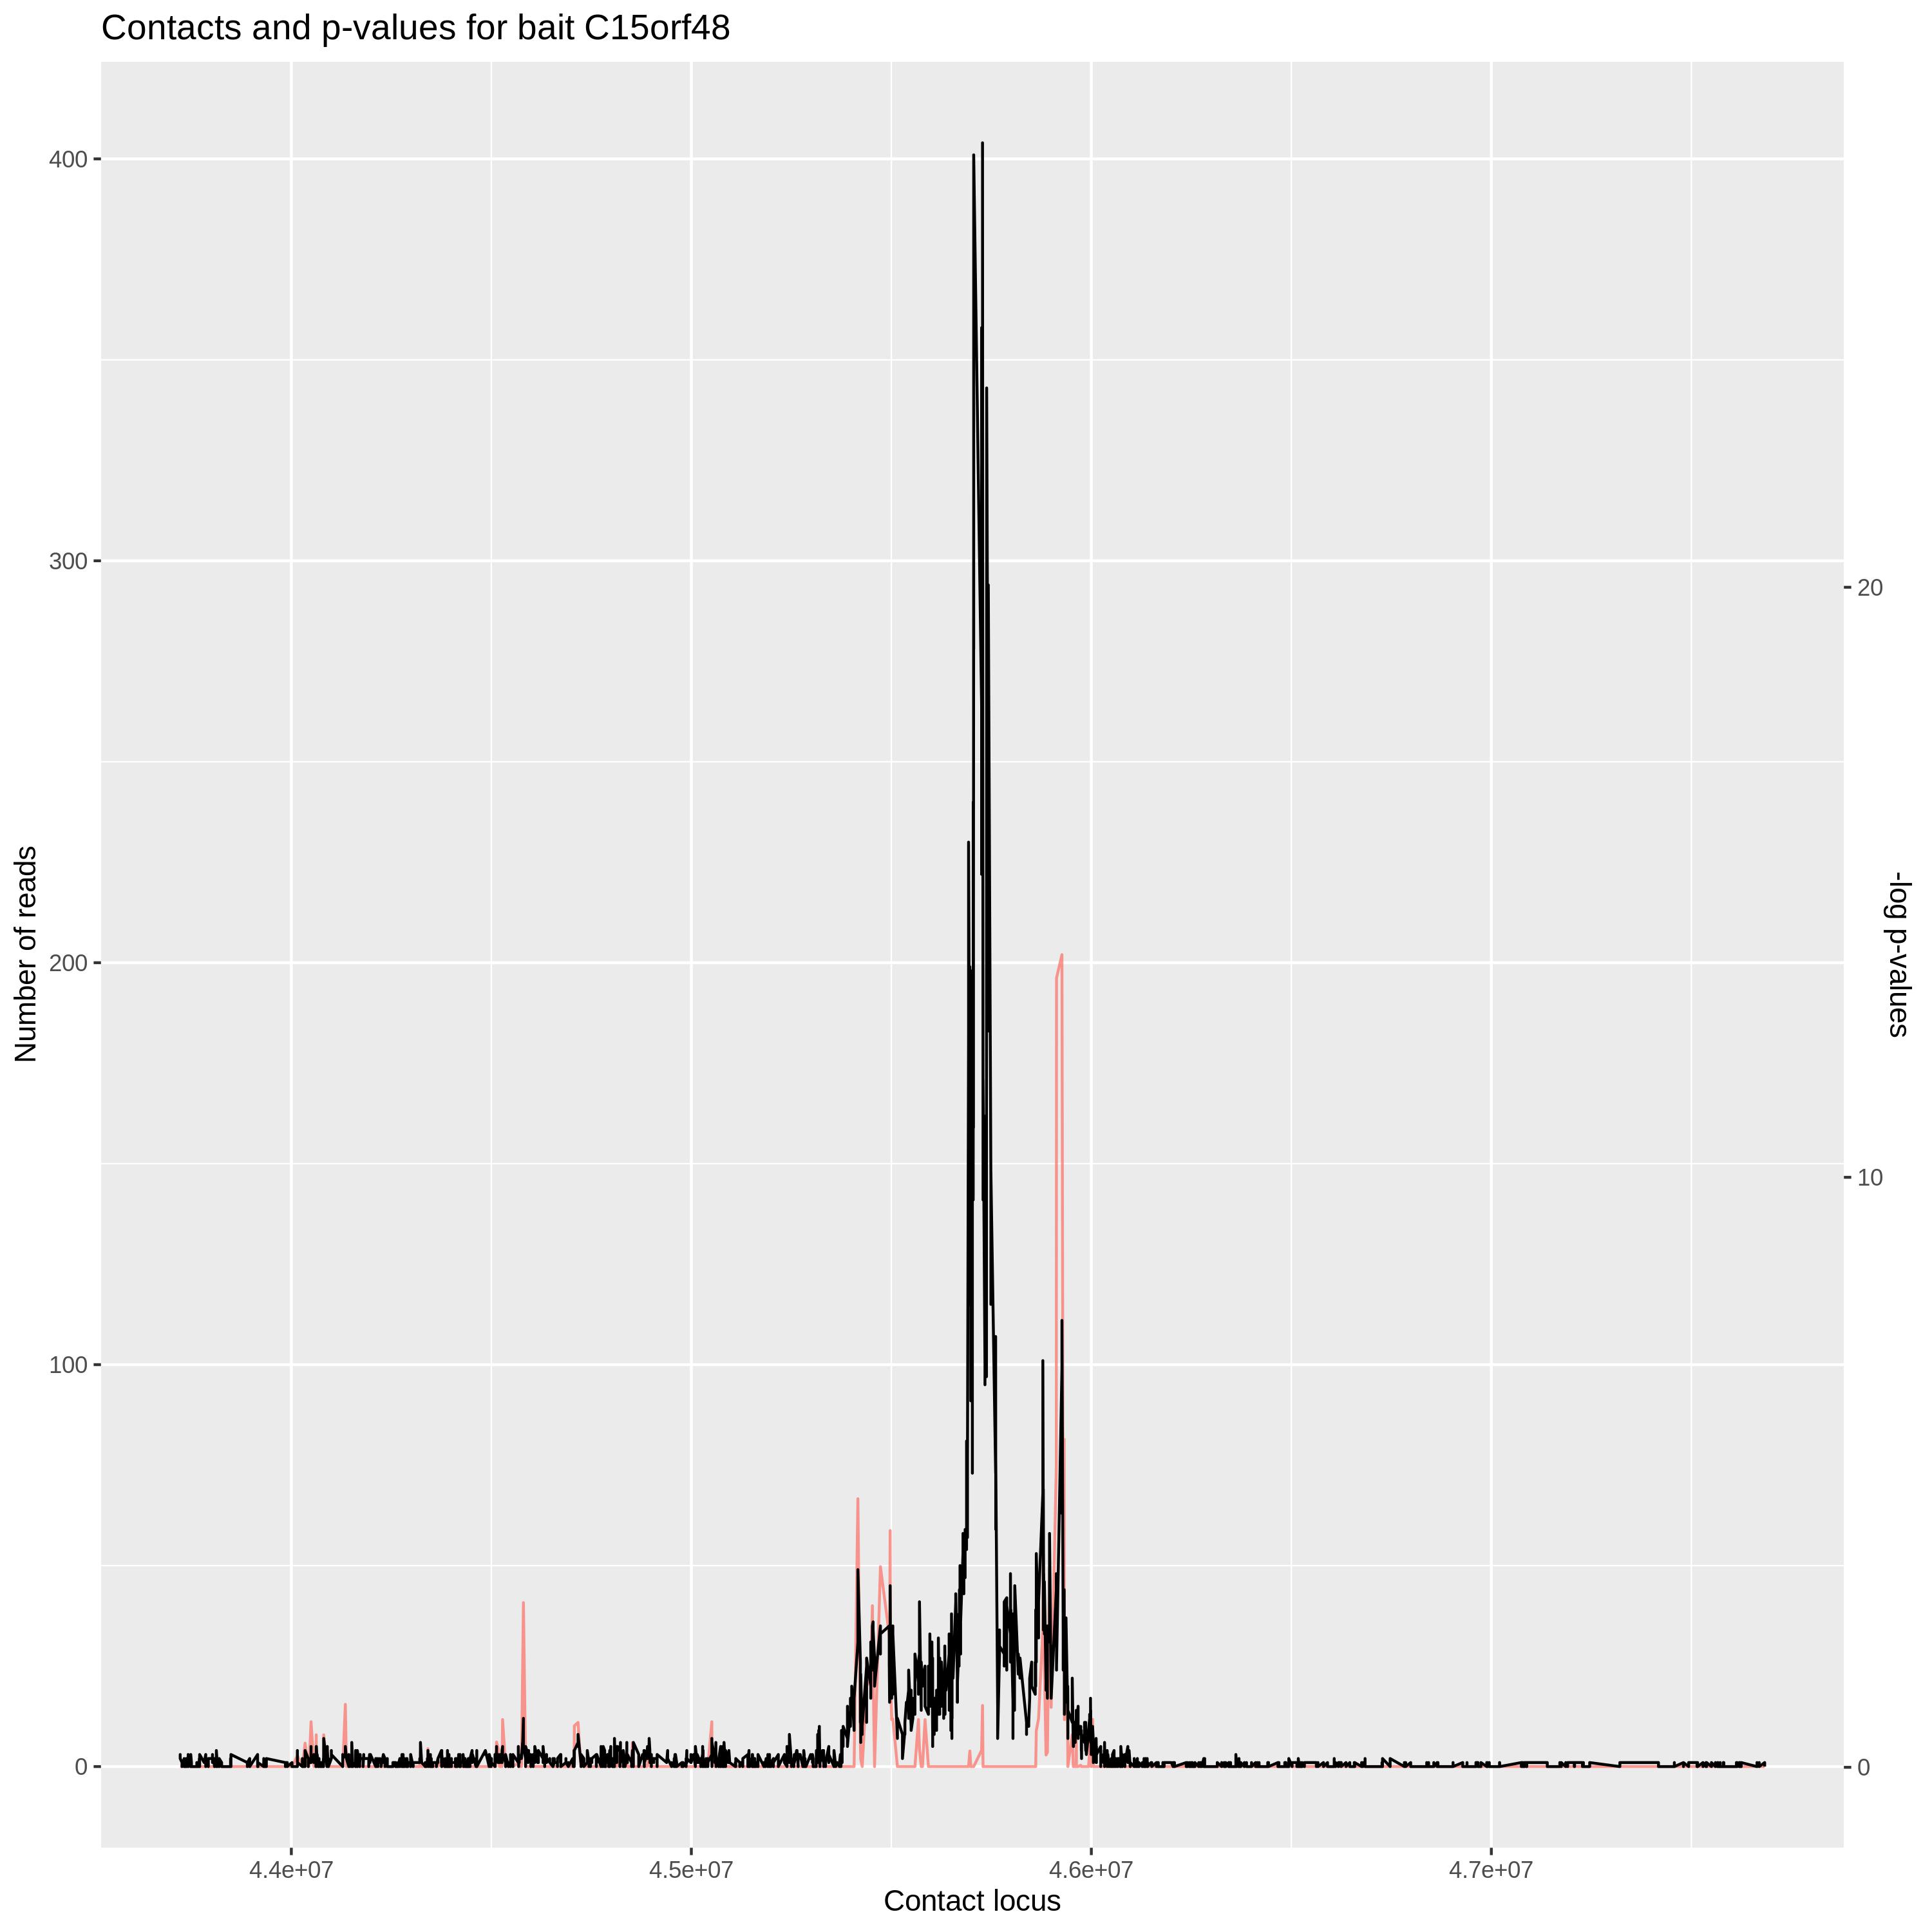 Contacts and p-values for bait C15orf48
400
300
200
100
0
Number of reads
20
10
0
-log p-values
4.4e+07
4.5e+07
4.6e+07
4.7e+07
Contact locus